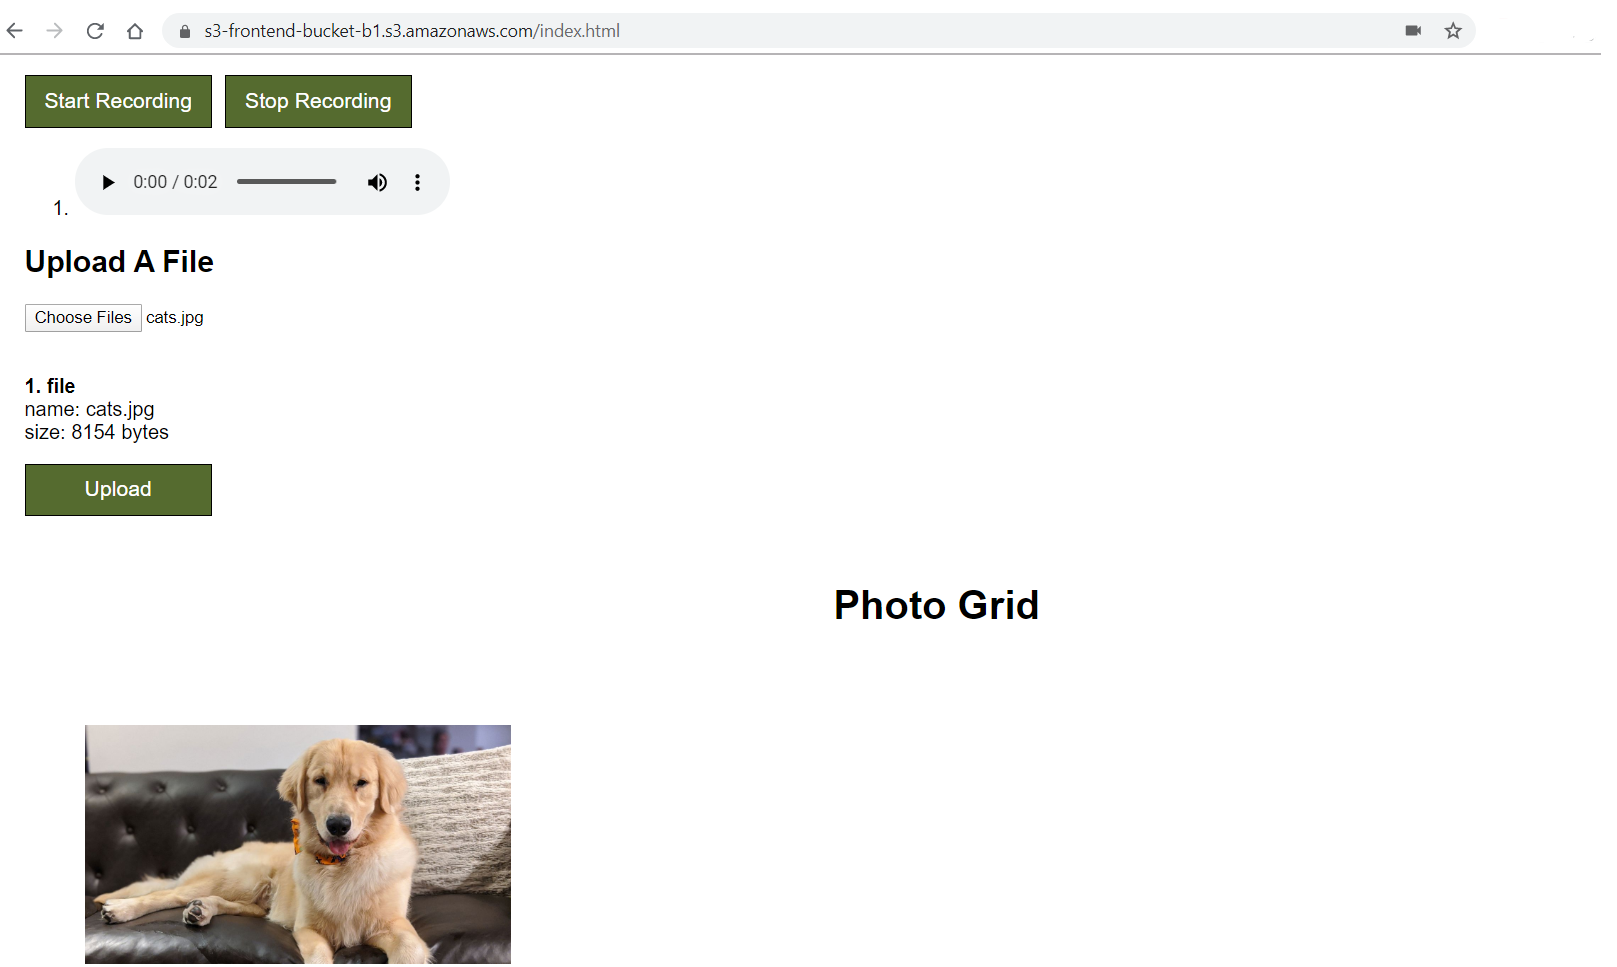 s3-frontend-bucket-b1.s3.amazonaws.com/index.html
Start Recording Stop Recording
0:00 / 0:02
1.
Upload A File
Choose Files cats.jpg
1. file
name: cats.jpg
size: 8154 bytes
Upload
Photo Grid